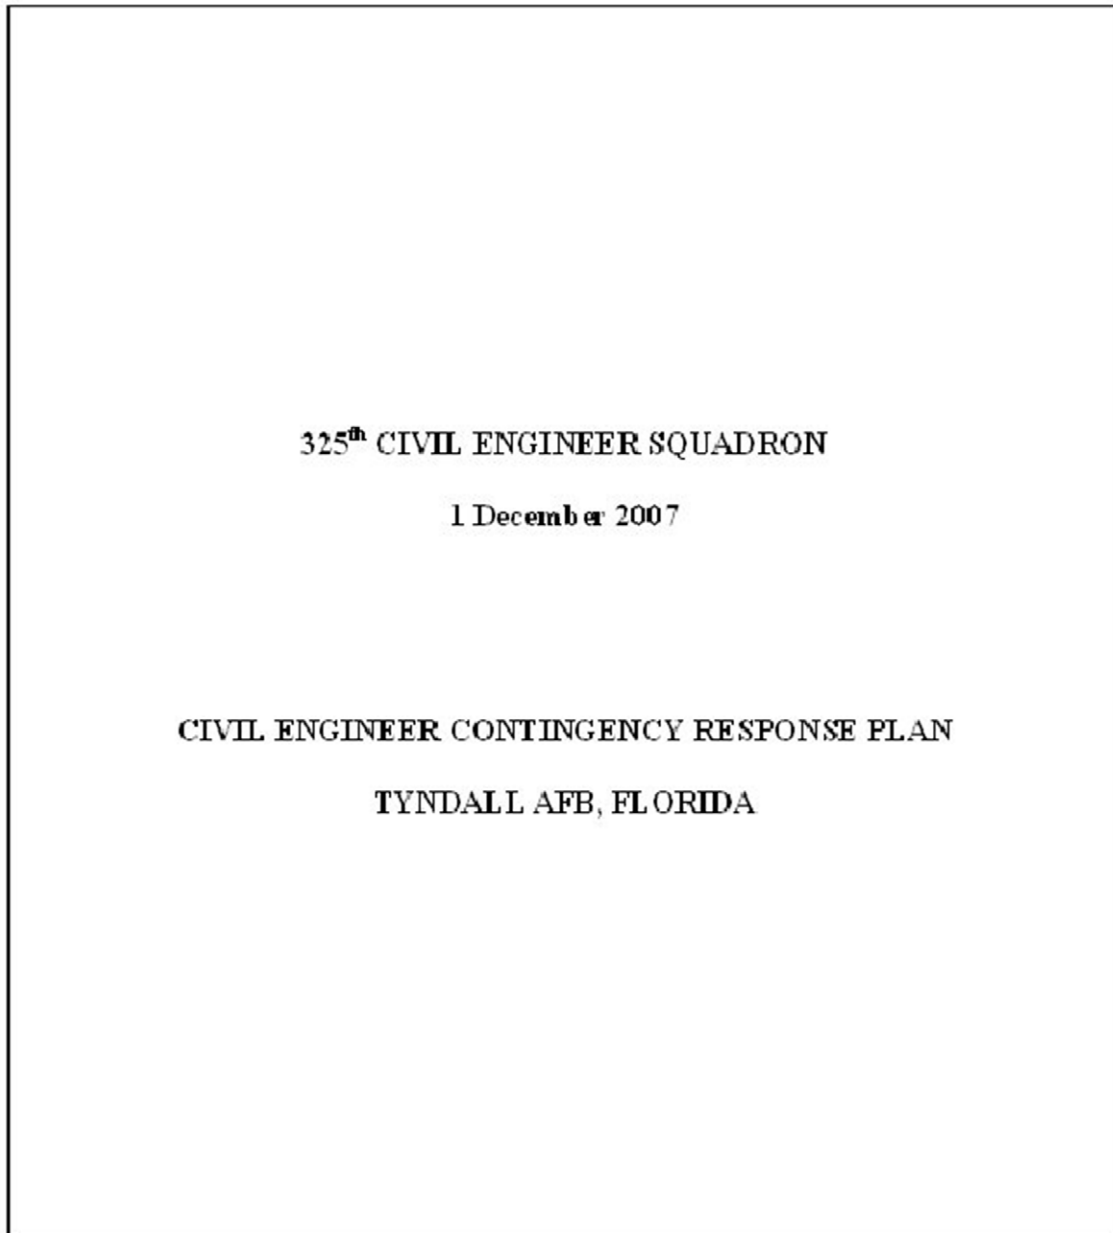 325th CIVIL ENGINEER SQUADRON
1 December 2007
CIVIL ENGINEER CONTINGENCY RESPONSE PLAN
TYNDALL AFB, FLORIDA